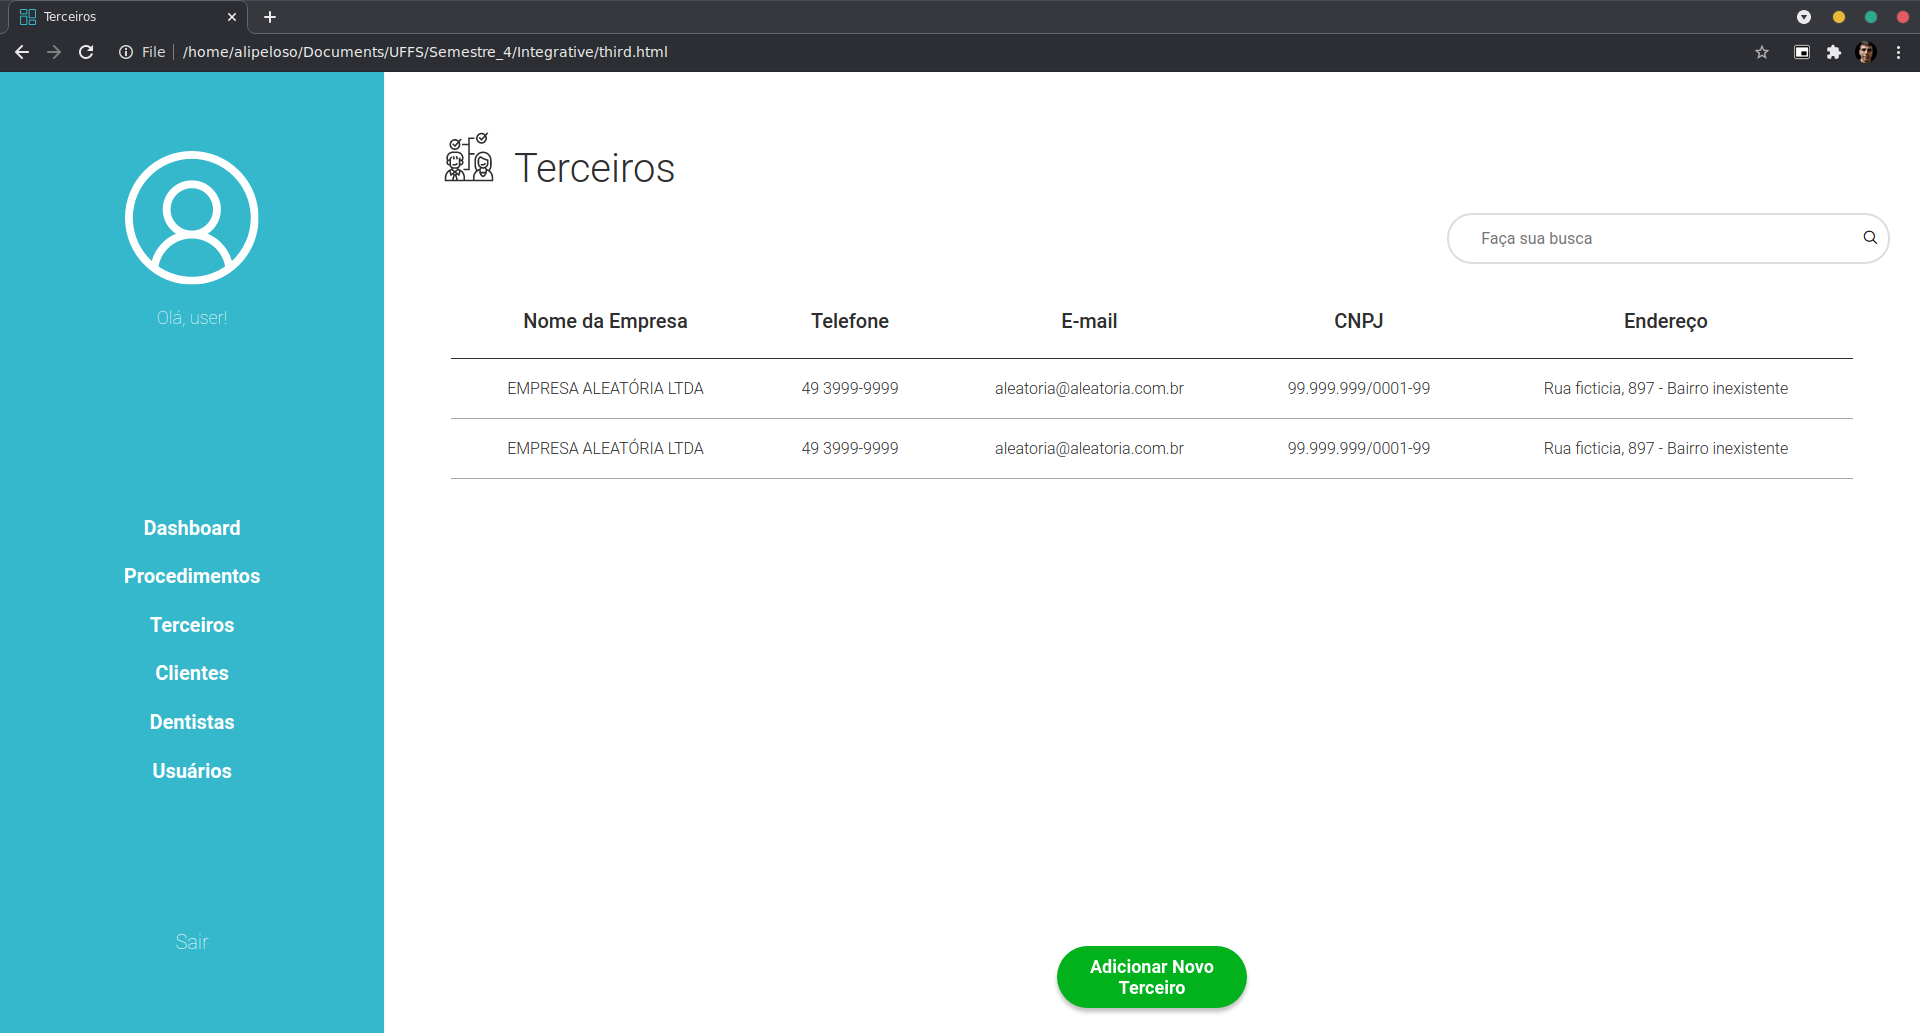 Terceiros
File
/home/alipeloso/Documents/UFFS/Semestre_4/Integrative/third.html
Olá, user!
Dashboard
Procedimentos
Terceiros
Clientes
Dentistas
Usuários
Sair
Terceiros
Faça sua busca
Nome da Empresa Telefone E-mail CNPJ Endereço
EMPRESA ALEATÓRIA LTDA 49 3999-9999 aleatoria@aleatoria.com.br 99.999.999/0001-99 Rua ficticia, 897 - Bairro inexistente
EMPRESA ALEATÓRIA LTDA 49 3999-9999 aleatoria@aleatoria.com.br 99.999.999/0001-99 Rua ficticia, 897 - Bairro inexistente
Adicionar Novo
Terceiro